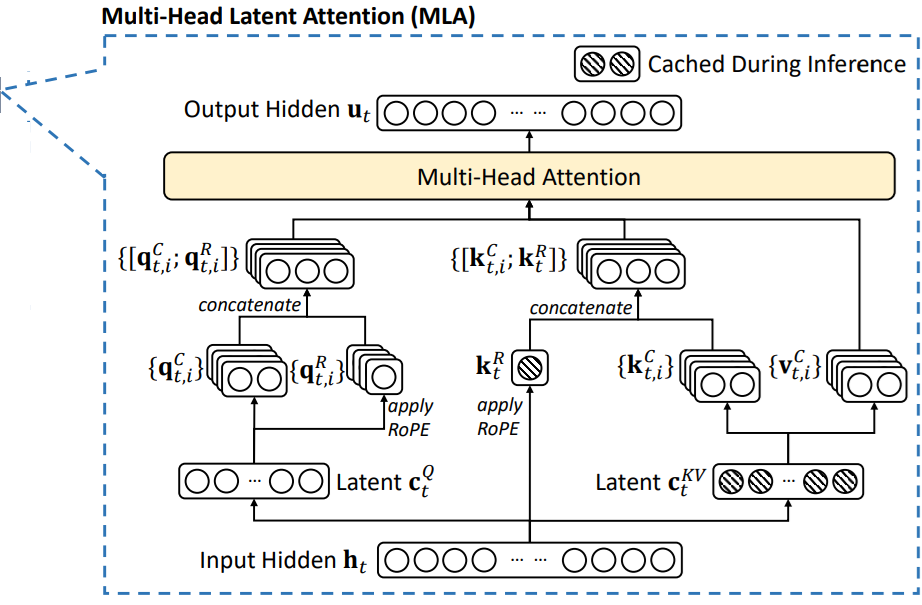 Multi-Head Latent Attention (MLA)
Cached During Inference
Output Hidden u_t
... ...
Multi-Head Attention
{[q^C_{t,i}; q^R_{t,i}]}
{[k^C_{t,i}; k^R_t]}
concatenate
concatenate
{q^C_{t,i}}
{q^R_{t,i}}
k^R_t
{k^C_{t,i}}
{v^C_{t,i}}
apply
RoPE
apply
RoPE
...
Latent c^Q_t
Latent c^{KV}_t
...
Input Hidden h_t
... ...